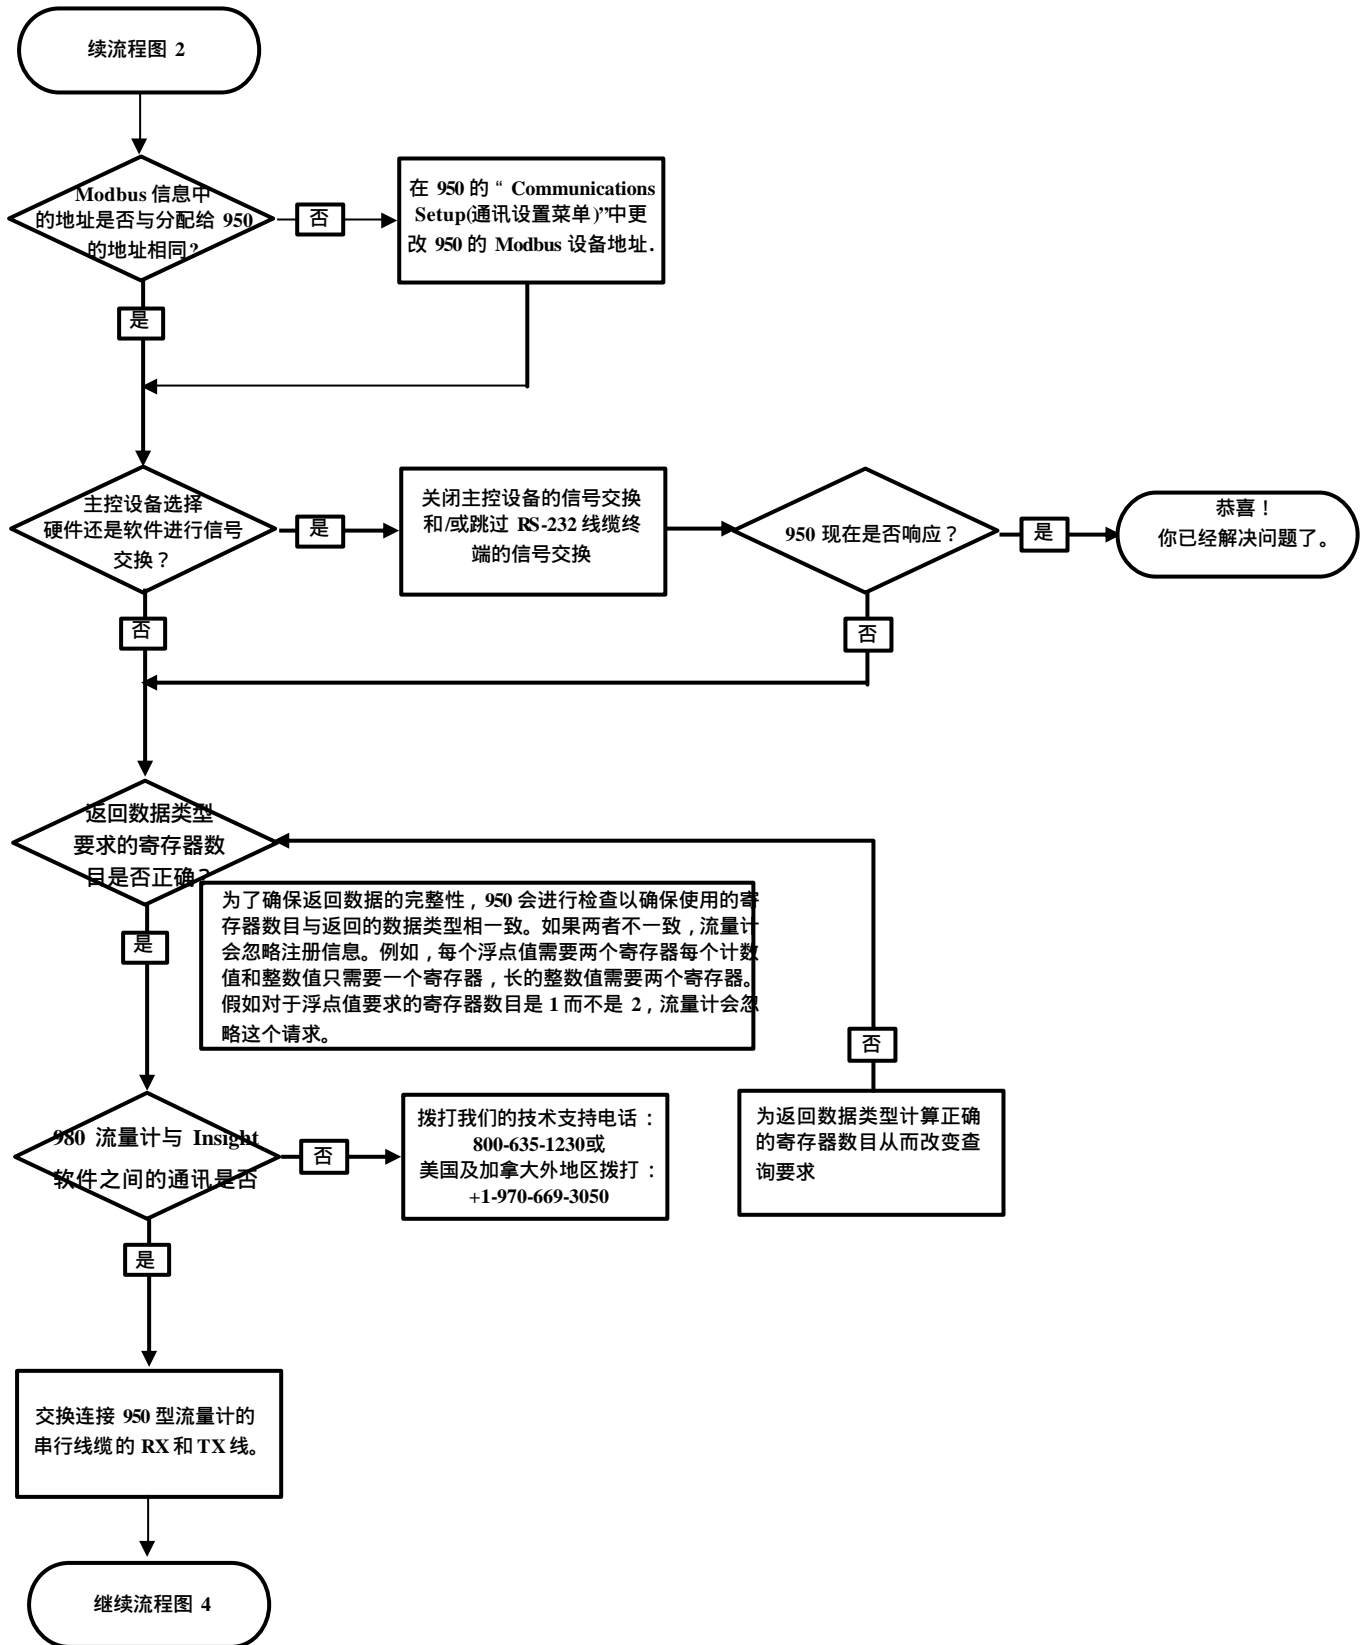 续流程图 2
Modbus 信息中
的地址是否与分配给 950
的地址相同?
否
在 950 的“ Communications
Setup(通讯设置菜单)”中更
改 950 的 Modbus 设备地址.
是
主控设备选择
硬件还是软件进行信号
交换？
是
关闭主控设备的信号交换
和/或跳过 RS-232 线缆终
端的信号交换
950 现在是否响应？
是
恭喜！
你已经解决问题了。
否
否
返回数据类型
要求的寄存器数
目是否正确？
为了确保返回数据的完整性，950 会进行检查以确保使用的寄
存器数目与返回的数据类型相一致。如果两者不一致，流量计
会忽略注册信息。例如，每个浮点值需要两个寄存器每个计数
值和整数值只需要一个寄存器，长的整数值需要两个寄存器。
假如对于浮点值要求的寄存器数目是 1 而不是 2，流量计会忽
略这个请求。
是
否
为返回数据类型计算正确
的寄存器数目从而改变查
询要求
980 流量计与 Insight
软件之间的通讯是否
否
拨打我们的技术支持电话：
800-635-1230或
美国及加拿大外地区拨打：
+1-970-669-3050
是
交换连接 950 型流量计的
串行线缆的 RX 和 TX 线。
继续流程图 4